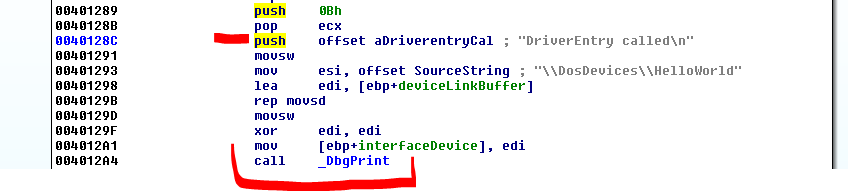 00401289 push 0Bh
0040128B pop ecx
0040128C push offset aDriverentryCal ; "DriverEntry called\n"
00401291 movsw
00401293 mov esi, offset SourceString ; "\\DosDevices\\HelloWorld"
00401298 lea edi, [ebp+deviceLinkBuffer]
0040129B rep movsd
0040129D movsw
0040129F xor edi, edi
004012A1 mov [ebp+interfaceDevice], edi
004012A4 call _DbgPrint